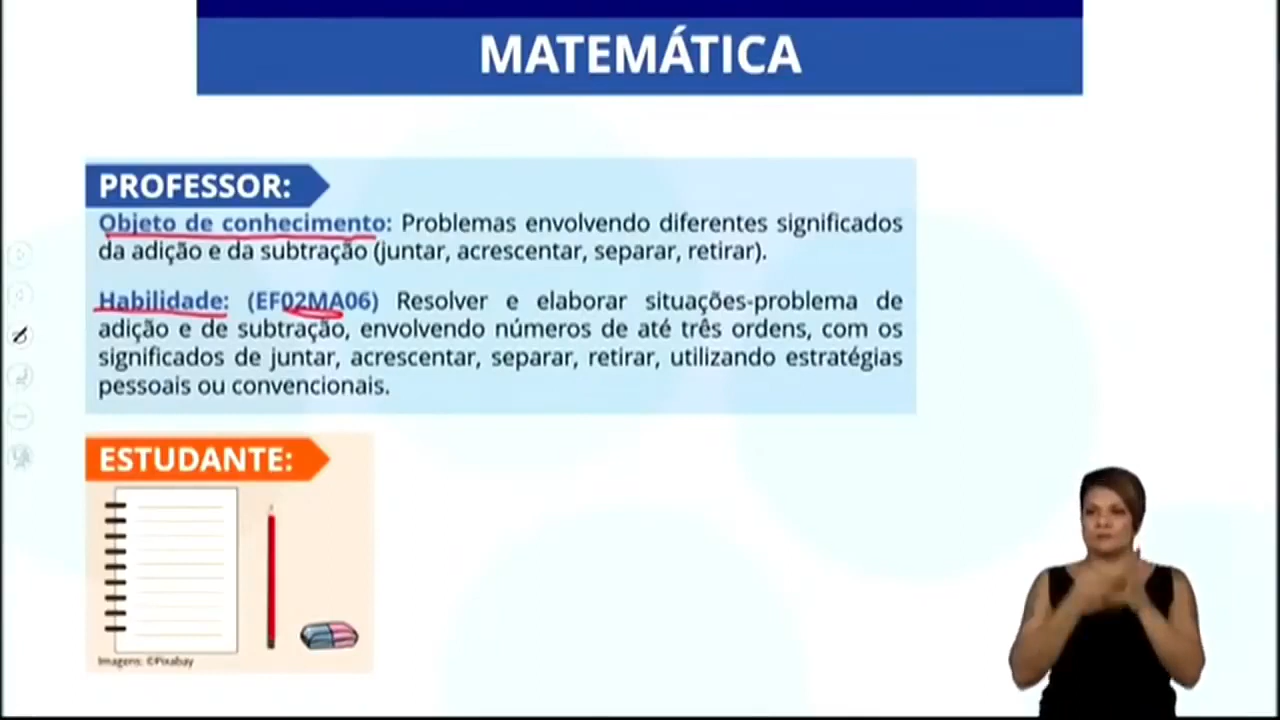 MATEMÁTICA
PROFESSOR:
Objeto de conhecimento: Problemas envolvendo diferentes significados
da adição e da subtração (juntar, acrescentar, separar, retirar).
Habilidade: (EF02MA06) Resolver e elaborar situações-problema de
adição e de subtração, envolvendo números de até três ordens, com os
significados de juntar, acrescentar, separar, retirar, utilizando estratégias
pessoais ou convencionais.
ESTUDANTE:
Imagens: ©Pixabay